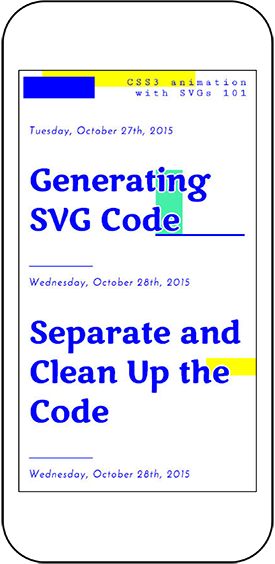 CSS3 animation
with SVGs 101
Tuesday, October 27th, 2015
Generating
SVG Code
Wednesday, October 28th, 2015
Separate and
Clean Up the
Code
Wednesday, October 28th, 2015